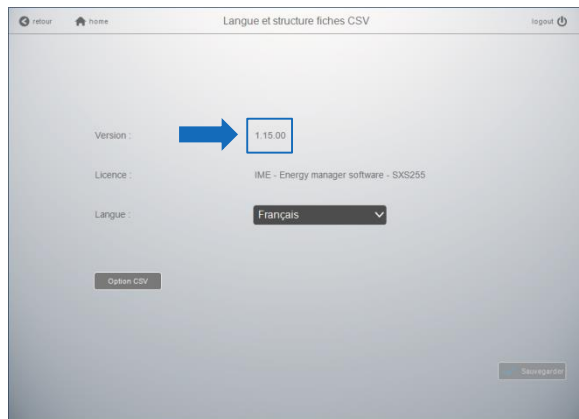 retour home Langue et structure fiches CSV logout
Version : 1.15.00
Licence : IME - Energy manager software - SXS255
Langue : Français
Option CSV
Sauvegarder